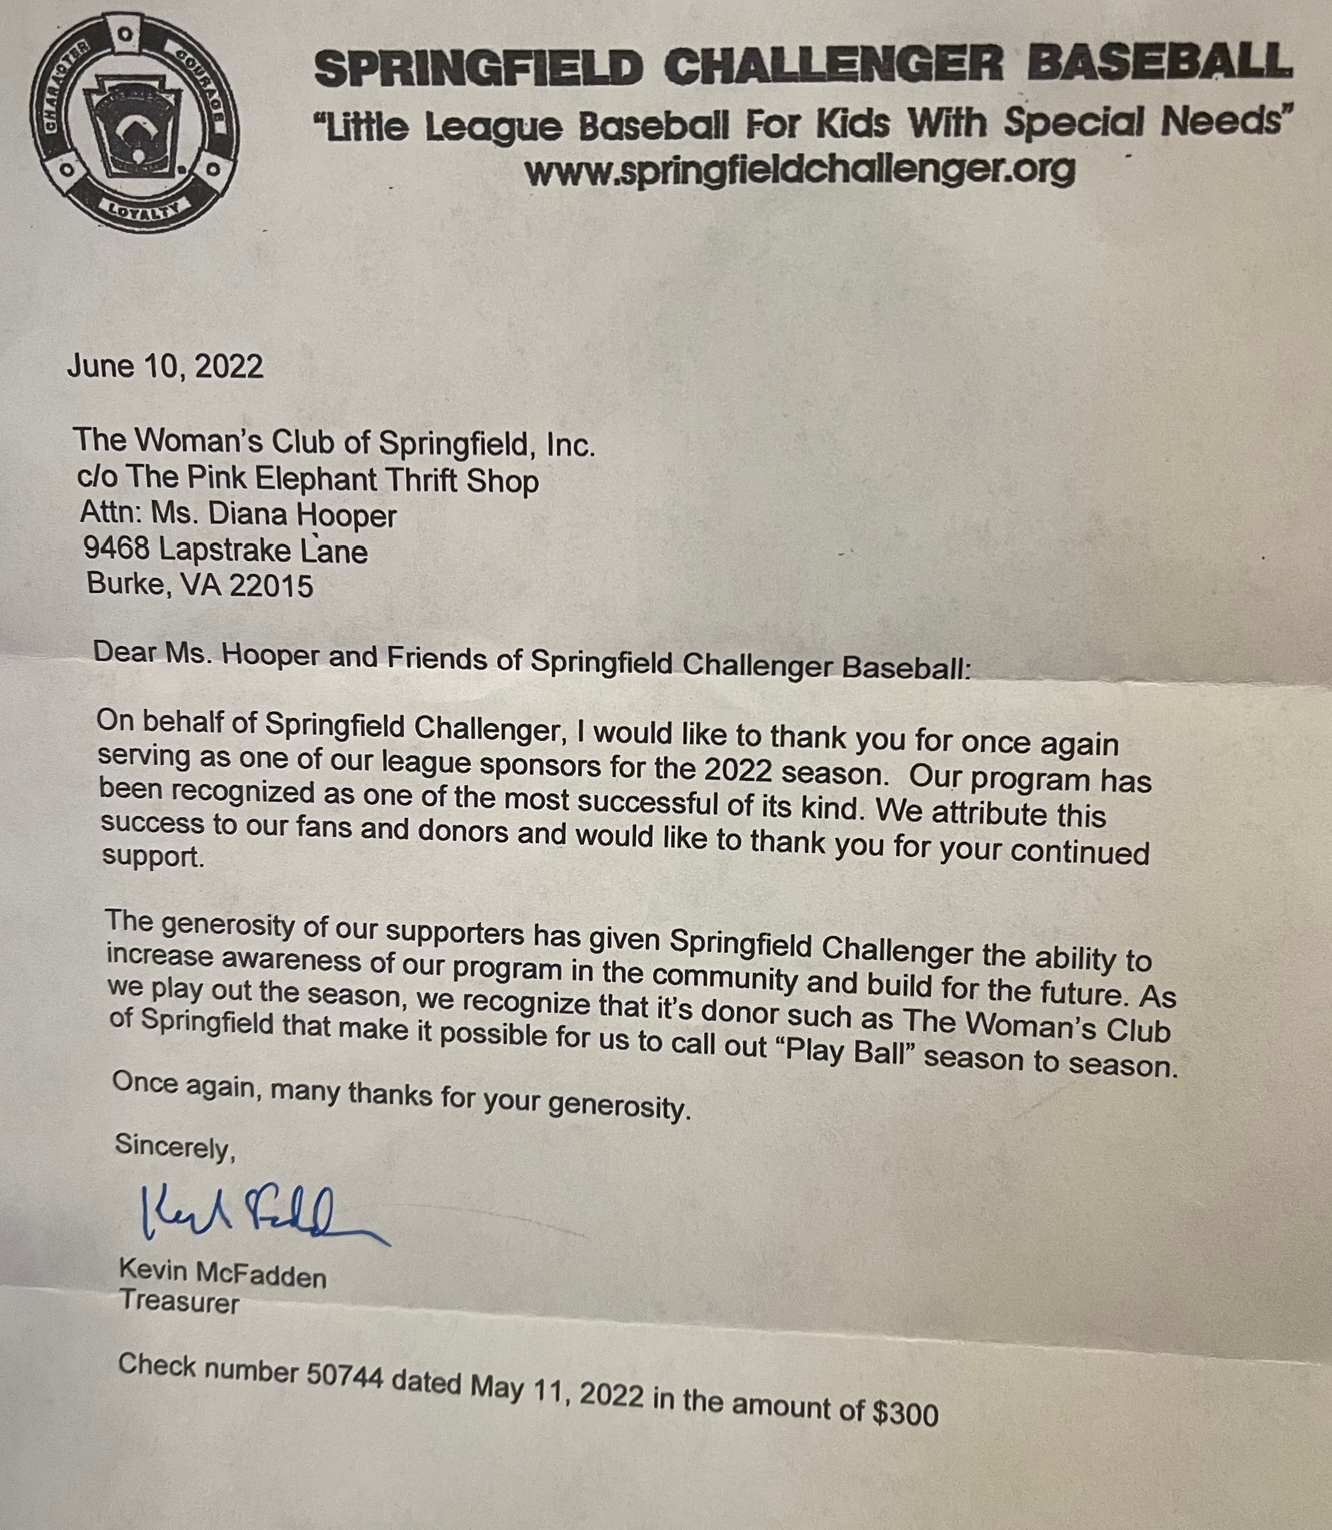 CHARACTER
COURAGE
LOYALTY
SPRINGFIELD CHALLENGER BASEBALL
“Little League Baseball For Kids With Special Needs”
www.springfieldchallenger.org
June 10, 2022
The Woman’s Club of Springfield, Inc.
c/o The Pink Elephant Thrift Shop
Attn: Ms. Diana Hooper
9468 Lapstrake Lane
Burke, VA 22015
Dear Ms. Hooper and Friends of Springfield Challenger Baseball:
On behalf of Springfield Challenger, I would like to thank you for once again
serving as one of our league sponsors for the 2022 season.  Our program has
been recognized as one of the most successful of its kind. We attribute this
success to our fans and donors and would like to thank you for your continued
support.
The generosity of our supporters has given Springfield Challenger the ability to
increase awareness of our program in the community and build for the future. As
we play out the season, we recognize that it’s donor such as The Woman’s Club
of Springfield that make it possible for us to call out “Play Ball” season to season.
Once again, many thanks for your generosity.
Sincerely,
Kevin McFadden
Treasurer
Check number 50744 dated May 11, 2022 in the amount of $300